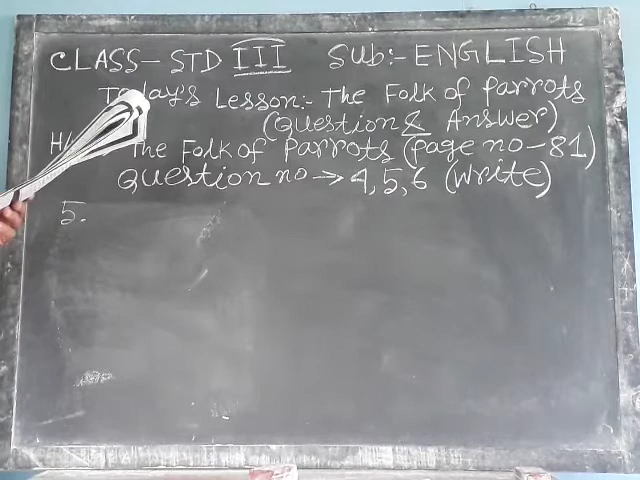 CLASS- STD III Sub:- ENGLISH
Today's Lesson:- The Folk of Parrots
(Question & Answer)
H/ The Folk of Parrots (Page no-81)
Question no → 4, 5, 6 (Write)
5.